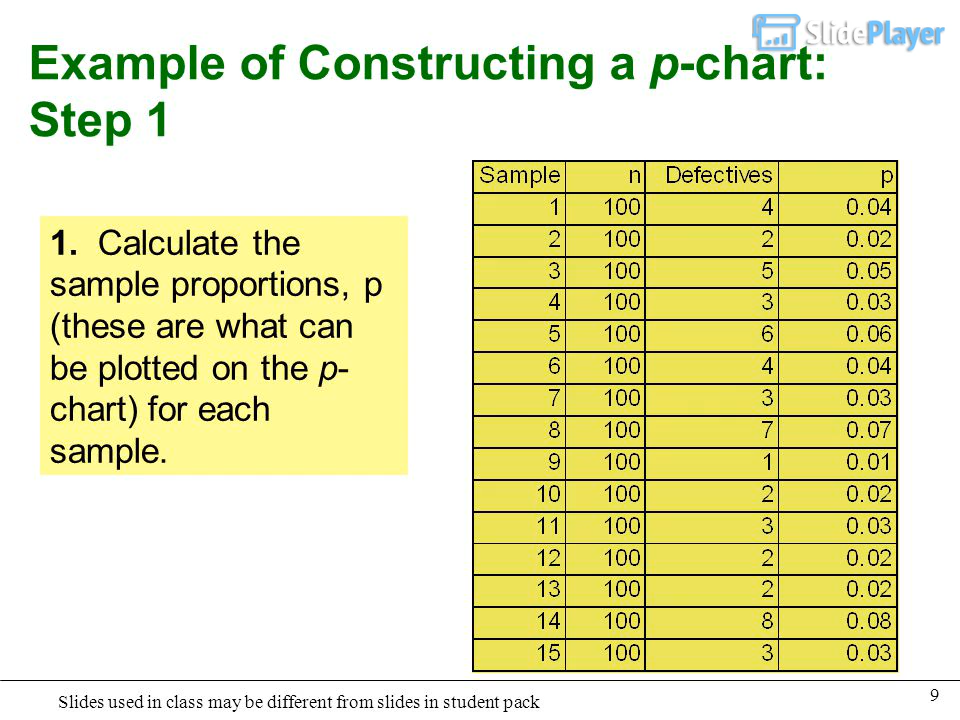 SlidePlayer
Example of Constructing a p-chart:
Step 1
1. Calculate the
sample proportions, p
(these are what can
be plotted on the p-
chart) for each
sample.
Sample n Defectives p
1 100 4 0.04
2 100 2 0.02
3 100 5 0.05
4 100 3 0.03
5 100 6 0.06
6 100 4 0.04
7 100 3 0.03
8 100 7 0.07
9 100 1 0.01
10 100 2 0.02
11 100 3 0.03
12 100 2 0.02
13 100 2 0.02
14 100 8 0.08
15 100 3 0.03
Slides used in class may be different from slides in student pack
9